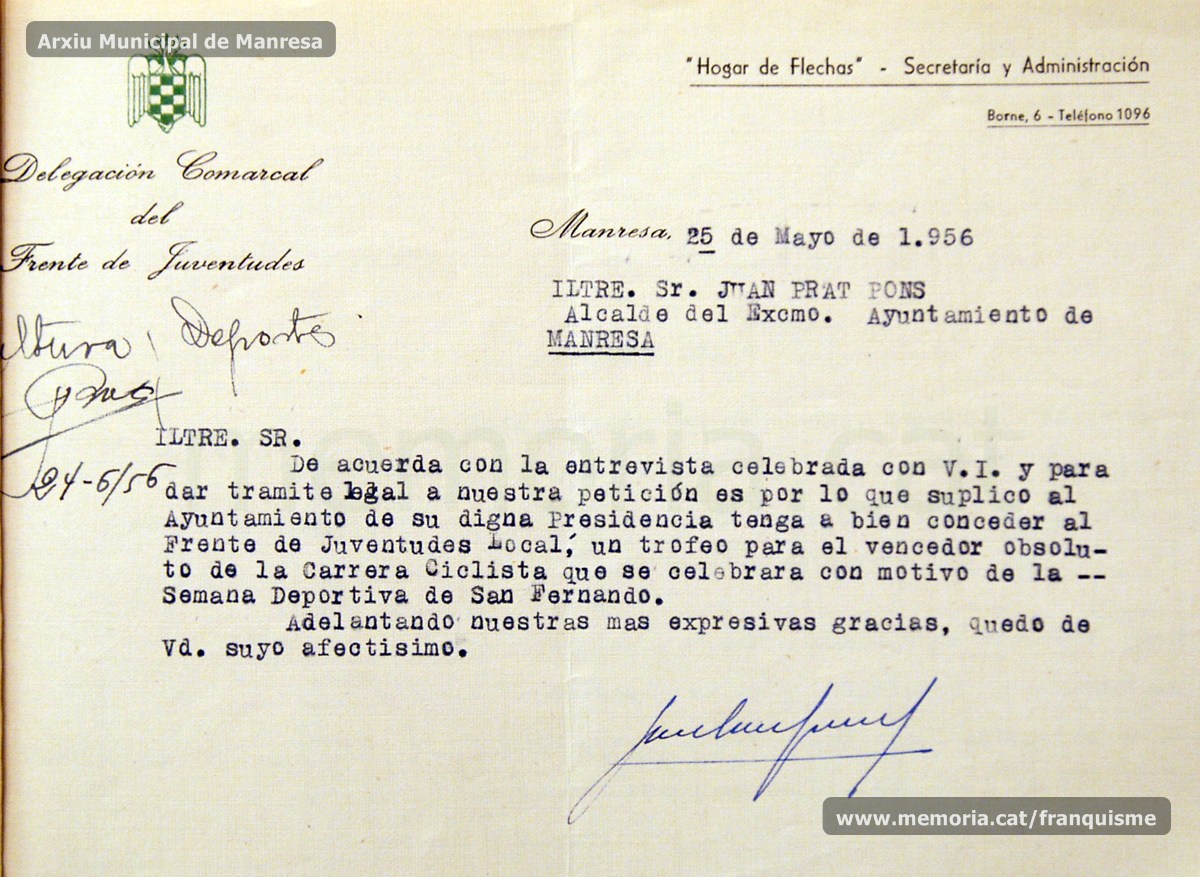 Arxiu Municipal de Manresa
"Hogar de Flechas" - Secretaría y Administración
Borne, 6 - Teléfono 1096
Delegación Comarcal
del
Frente de Juventudes
Manresa, 25 de Mayo de 1.956
ILTRE. Sr. JUAN PRAT PONS
Alcalde del Excmo. Ayuntamiento de
MANRESA
ltura i Deportes
ILTRE. SR.
24-5/56
De acuerda con la entrevista celebrada con V.I. y para
dar tramite legal a nuestra petición es por lo que suplico al
Ayuntamiento de su digna Presidencia tenga a bien conceder al
Frente de Juventudes Local, un trofeo para el vencedor obsolu-
to de la Carrera Ciclista que se celebrara con motivo de la --
Semana Deportiva de San Fernando.
Adelantando nuestras mas expresivas gracias, quedo de
Vd. suyo afectisimo.
www.memoria.cat/franquisme